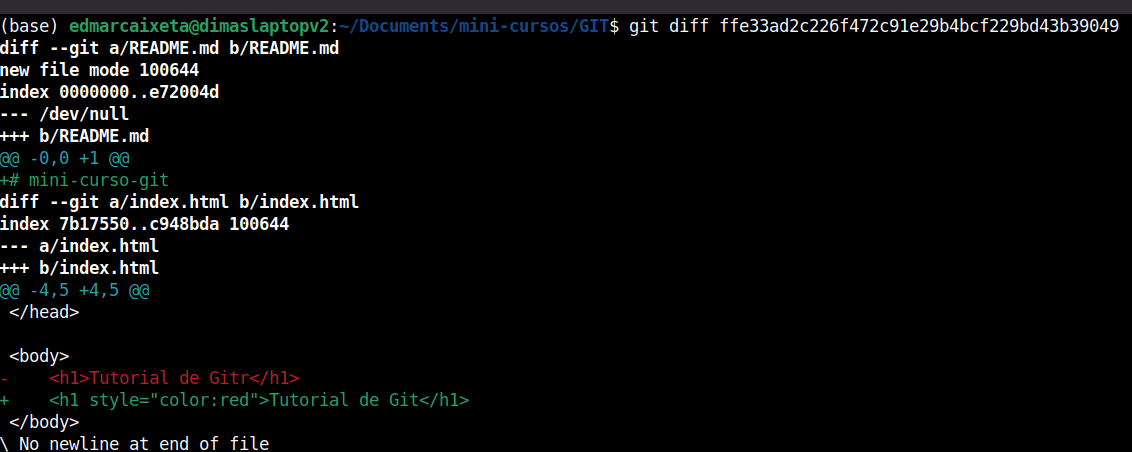 (base) edmarcaixeta@dimaslaptopv2:~/Documents/mini-cursos/GIT$ git diff ffe33ad2c226f472c91e29b4bcf229bd43b39049
diff --git a/README.md b/README.md
new file mode 100644
index 0000000..e72004d
--- /dev/null
+++ b/README.md
@@ -0,0 +1 @@
+# mini-curso-git
diff --git a/index.html b/index.html
index 7b17550..c948bda 100644
--- a/index.html
+++ b/index.html
@@ -4,5 +4,5 @@
 </head>

 <body>
-    <h1>Tutorial de Gitr</h1>
+    <h1 style="color:red">Tutorial de Git</h1>
 </body>
\ No newline at end of file